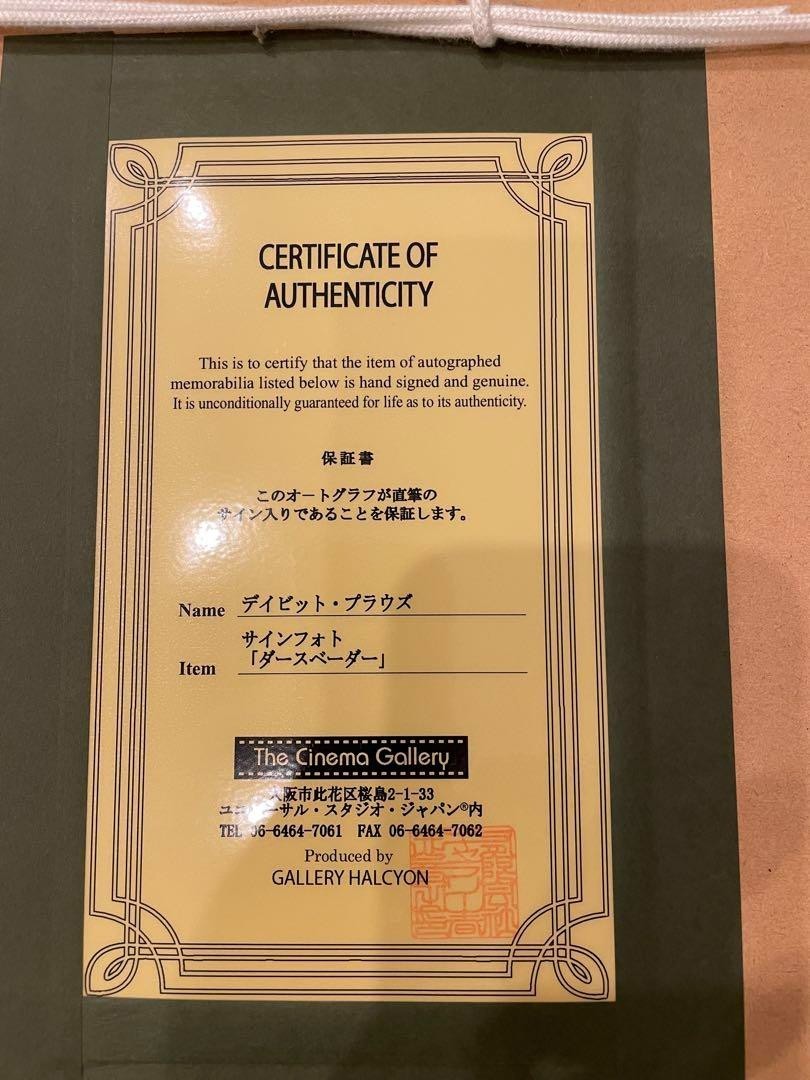 CERTIFICATE OF
AUTHENTICITY
This is to certify that the item of autographed
memorabilia listed below is hand signed and genuine.
It is unconditionally guaranteed for life as to its authenticity.
保証書
このオートグラフが直筆の
サイン入りであることを保証します。
Name デイビット・プラウズ
サインフォト
Item 「ダースベーダー」
The Cinema Gallery
大阪市此花区桜島2-1-33
ユニバーサル・スタジオ・ジャパン®内
TEL 06-6464-7061 FAX 06-6464-7062
Produced by
GALLERY HALCYON